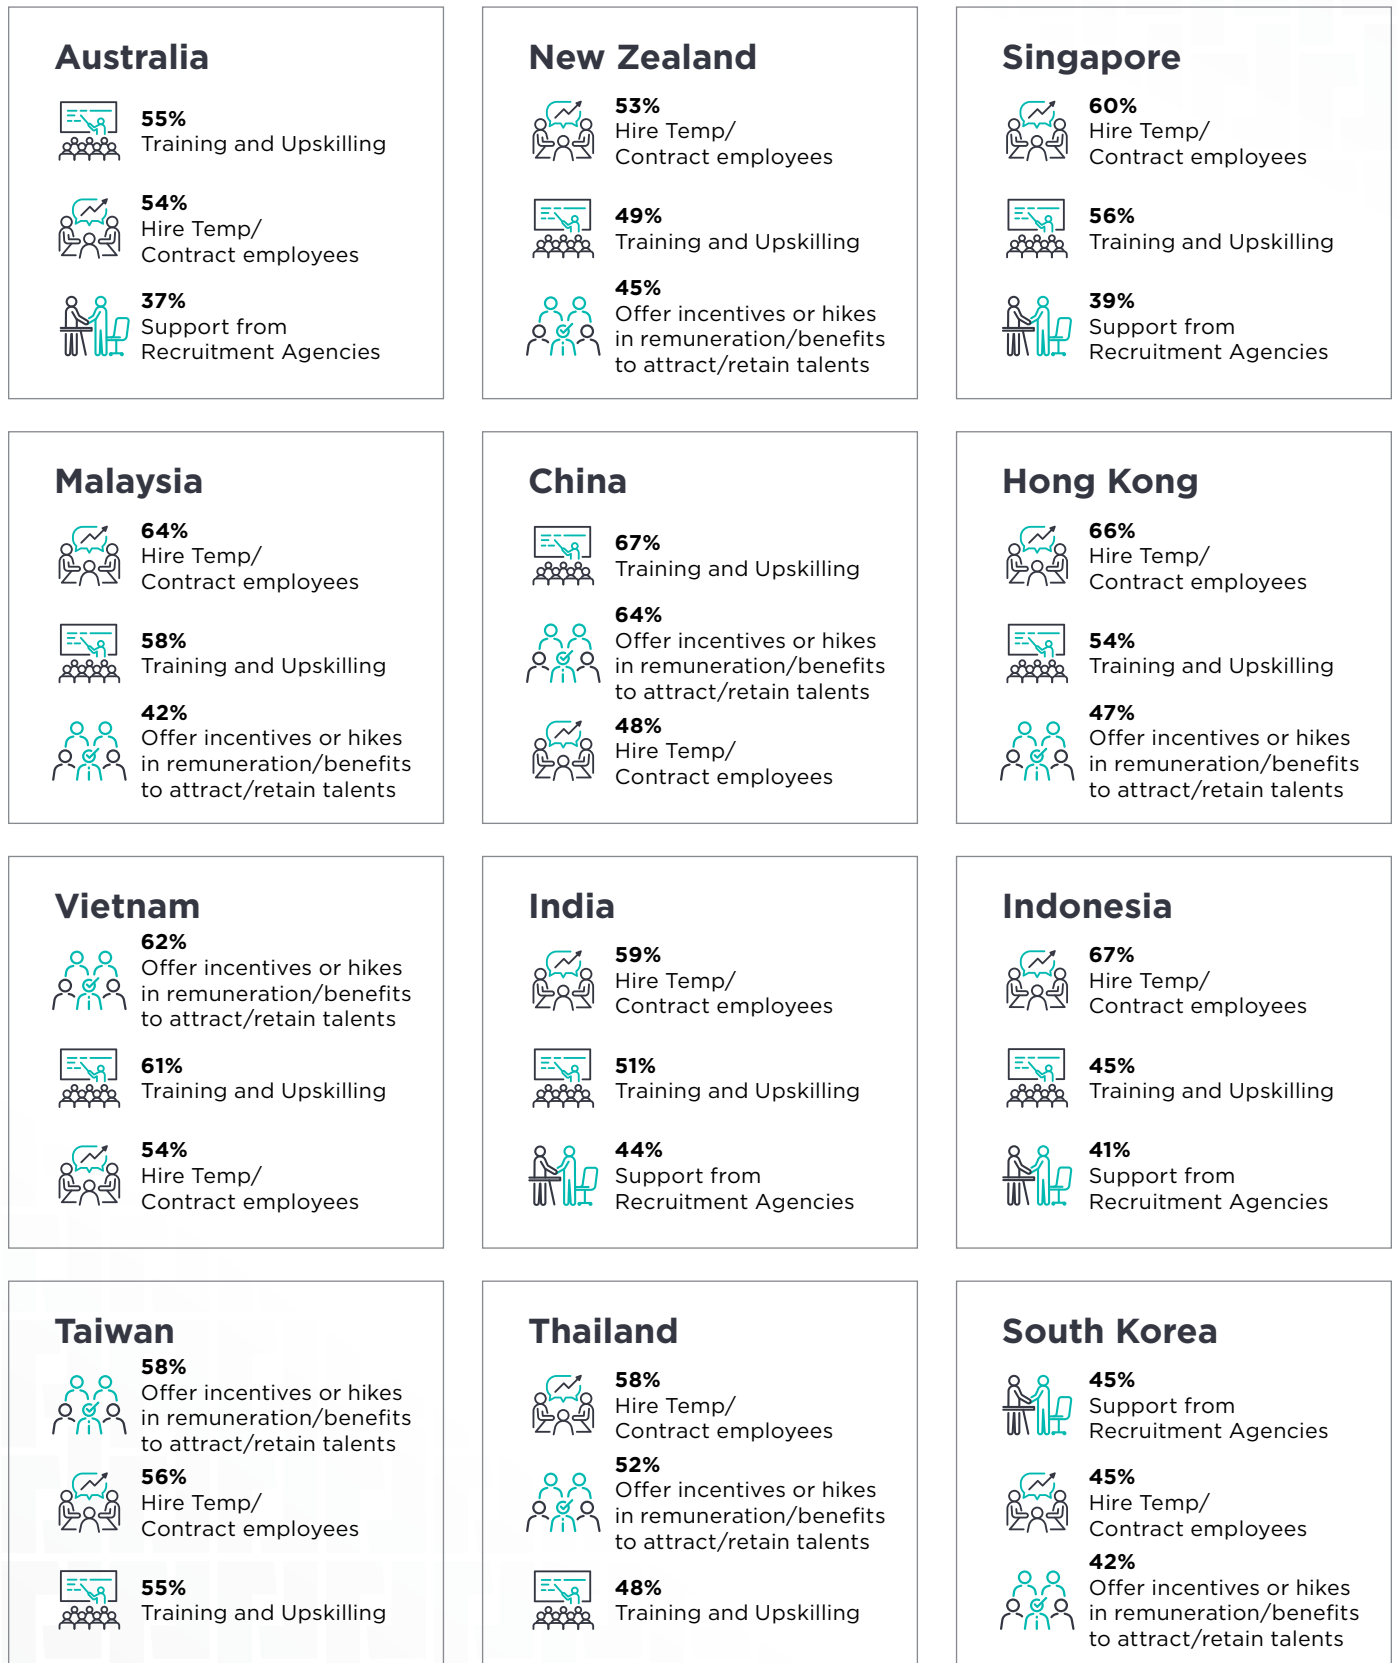 Australia
55%
Training and Upskilling
54%
Hire Temp/
Contract employees
37%
Support from
Recruitment Agencies
New Zealand
53%
Hire Temp/
Contract employees
49%
Training and Upskilling
45%
Offer incentives or hikes
in remuneration/benefits
to attract/retain talents
Singapore
60%
Hire Temp/
Contract employees
56%
Training and Upskilling
39%
Support from
Recruitment Agencies
Malaysia
64%
Hire Temp/
Contract employees
58%
Training and Upskilling
42%
Offer incentives or hikes
in remuneration/benefits
to attract/retain talents
China
67%
Training and Upskilling
64%
Offer incentives or hikes
in remuneration/benefits
to attract/retain talents
48%
Hire Temp/
Contract employees
Hong Kong
66%
Hire Temp/
Contract employees
54%
Training and Upskilling
47%
Offer incentives or hikes
in remuneration/benefits
to attract/retain talents
Vietnam
62%
Offer incentives or hikes
in remuneration/benefits
to attract/retain talents
61%
Training and Upskilling
54%
Hire Temp/
Contract employees
India
59%
Hire Temp/
Contract employees
51%
Training and Upskilling
44%
Support from
Recruitment Agencies
Indonesia
67%
Hire Temp/
Contract employees
45%
Training and Upskilling
41%
Support from
Recruitment Agencies
Taiwan
58%
Offer incentives or hikes
in remuneration/benefits
to attract/retain talents
56%
Hire Temp/
Contract employees
55%
Training and Upskilling
Thailand
58%
Hire Temp/
Contract employees
52%
Offer incentives or hikes
in remuneration/benefits
to attract/retain talents
48%
Training and Upskilling
South Korea
45%
Support from
Recruitment Agencies
45%
Hire Temp/
Contract employees
42%
Offer incentives or hikes
in remuneration/benefits
to attract/retain talents